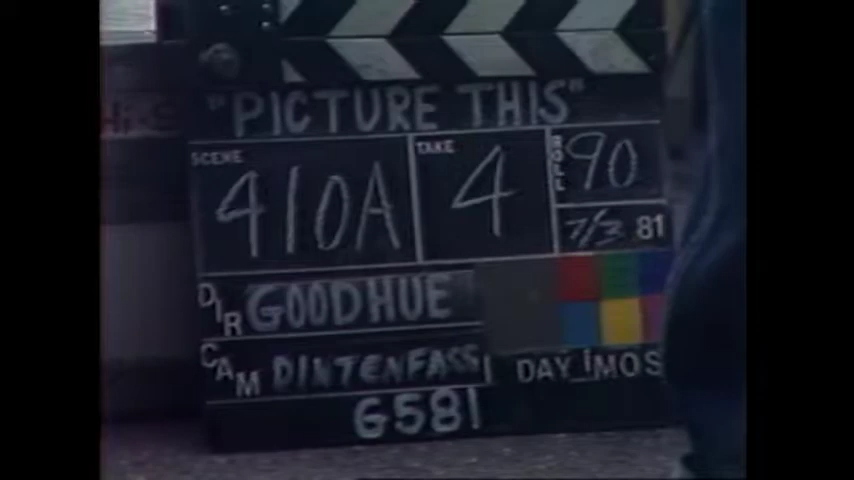 "PICTURE THIS"
SCENE TAKE ROLL
410A 4 90
7/3 81
DIR GOODHUE
CAM DINTENFASS DAY MOS
6581